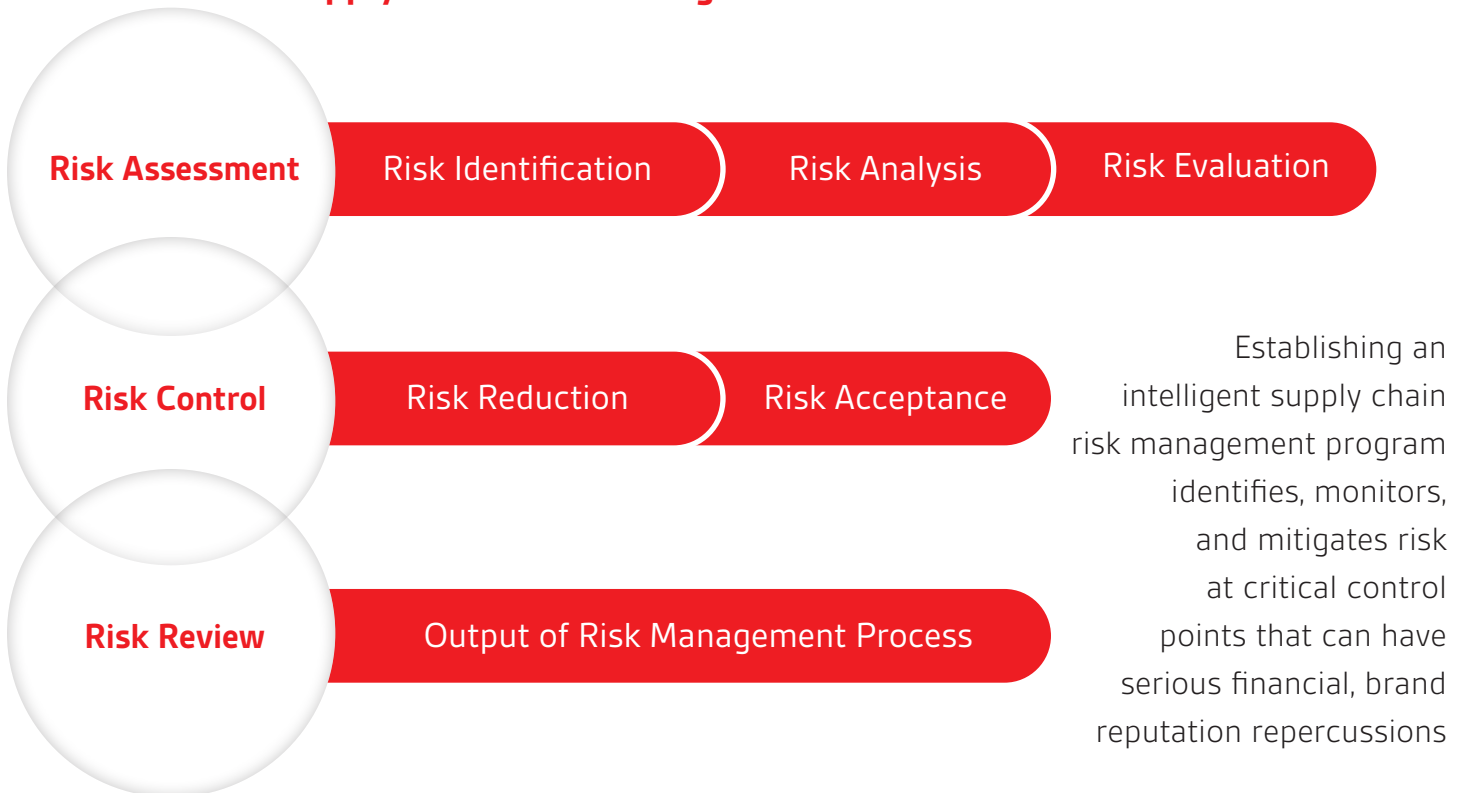 Risk Assessment
Risk Identification
Risk Analysis
Risk Evaluation
Risk Control
Risk Reduction
Risk Acceptance
Risk Review
Output of Risk Management Process
Establishing an
intelligent supply chain
risk management program
identifies, monitors,
and mitigates risk
at critical control
points that can have
serious financial, brand
reputation repercussions